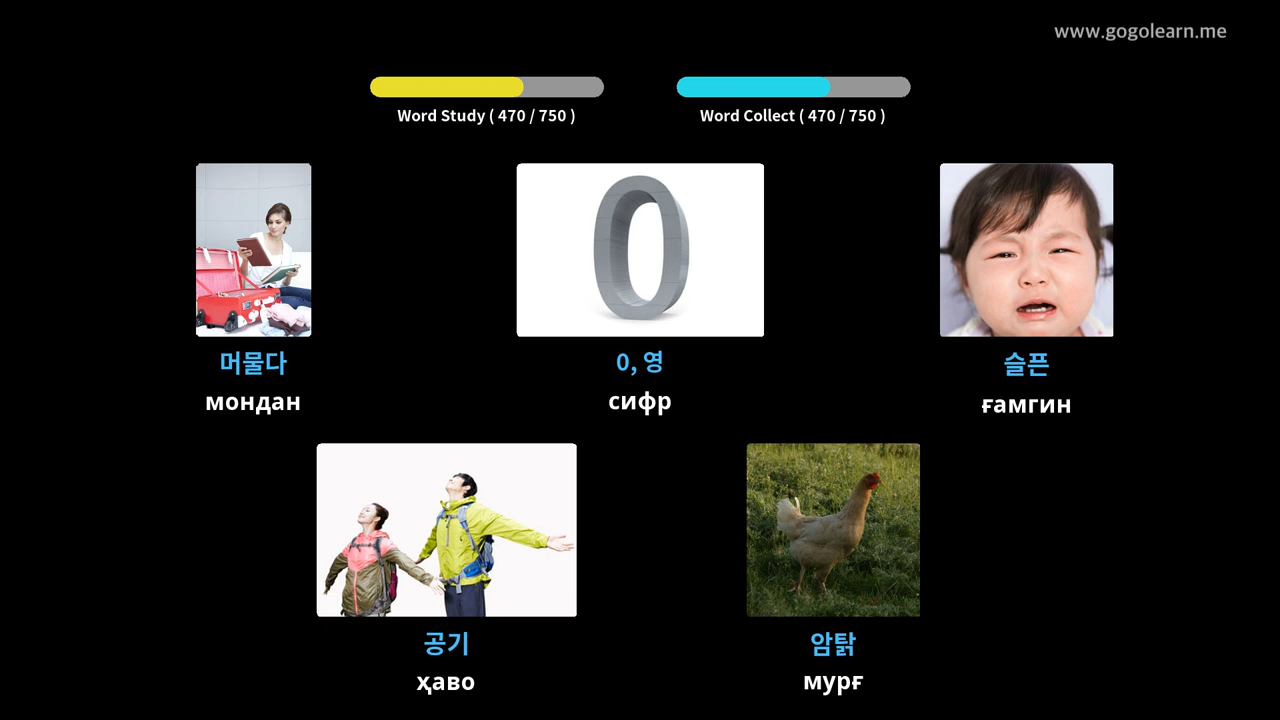 www.gogolearn.me
Word Study ( 470 / 750 )
Word Collect ( 470 / 750 )
머물다
мондан
0, 영
сифр
슬픈
ғамгин
공기
ҳаво
암탉
мурғ